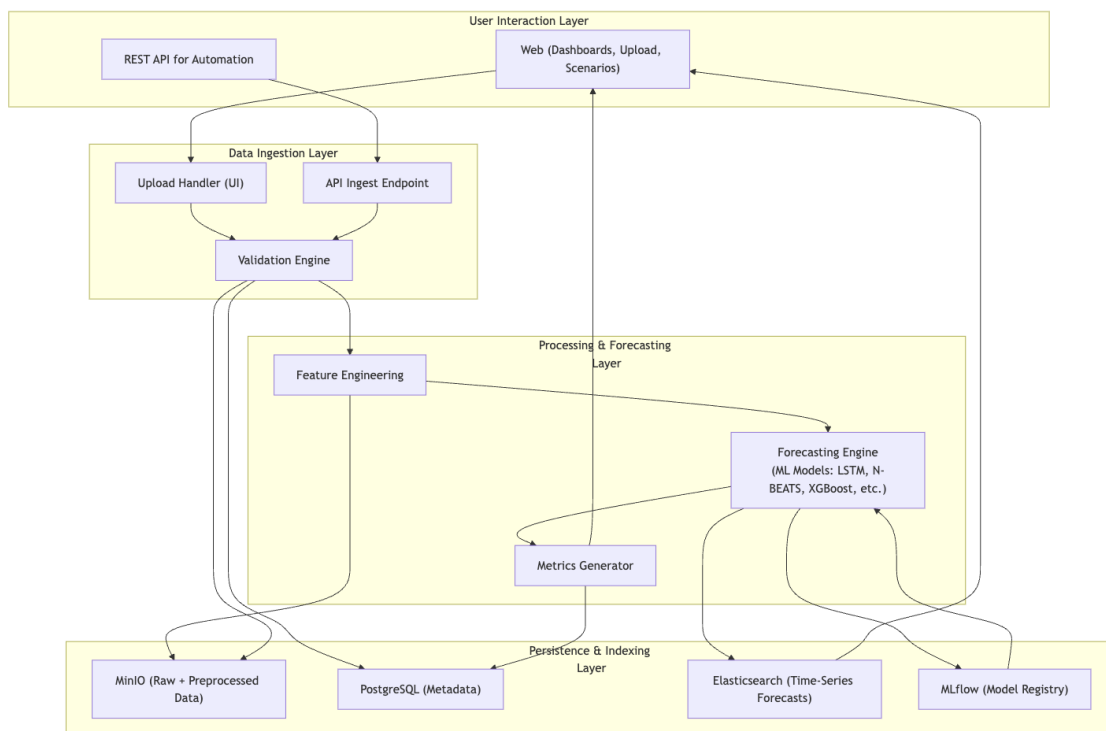 User Interaction Layer
REST API for Automation
Web (Dashboards, Upload,
Scenarios)
Data Ingestion Layer
Upload Handler (UI)
API Ingest Endpoint
Validation Engine
Processing & Forecasting
Layer
Feature Engineering
Forecasting Engine
(ML Models: LSTM, N-
BEATS, XGBoost, etc.)
Metrics Generator
Persistence & Indexing
Layer
MinIO (Raw + Preprocessed
Data)
PostgreSQL (Metadata)
Elasticsearch (Time-Series
Forecasts)
MLflow (Model Registry)